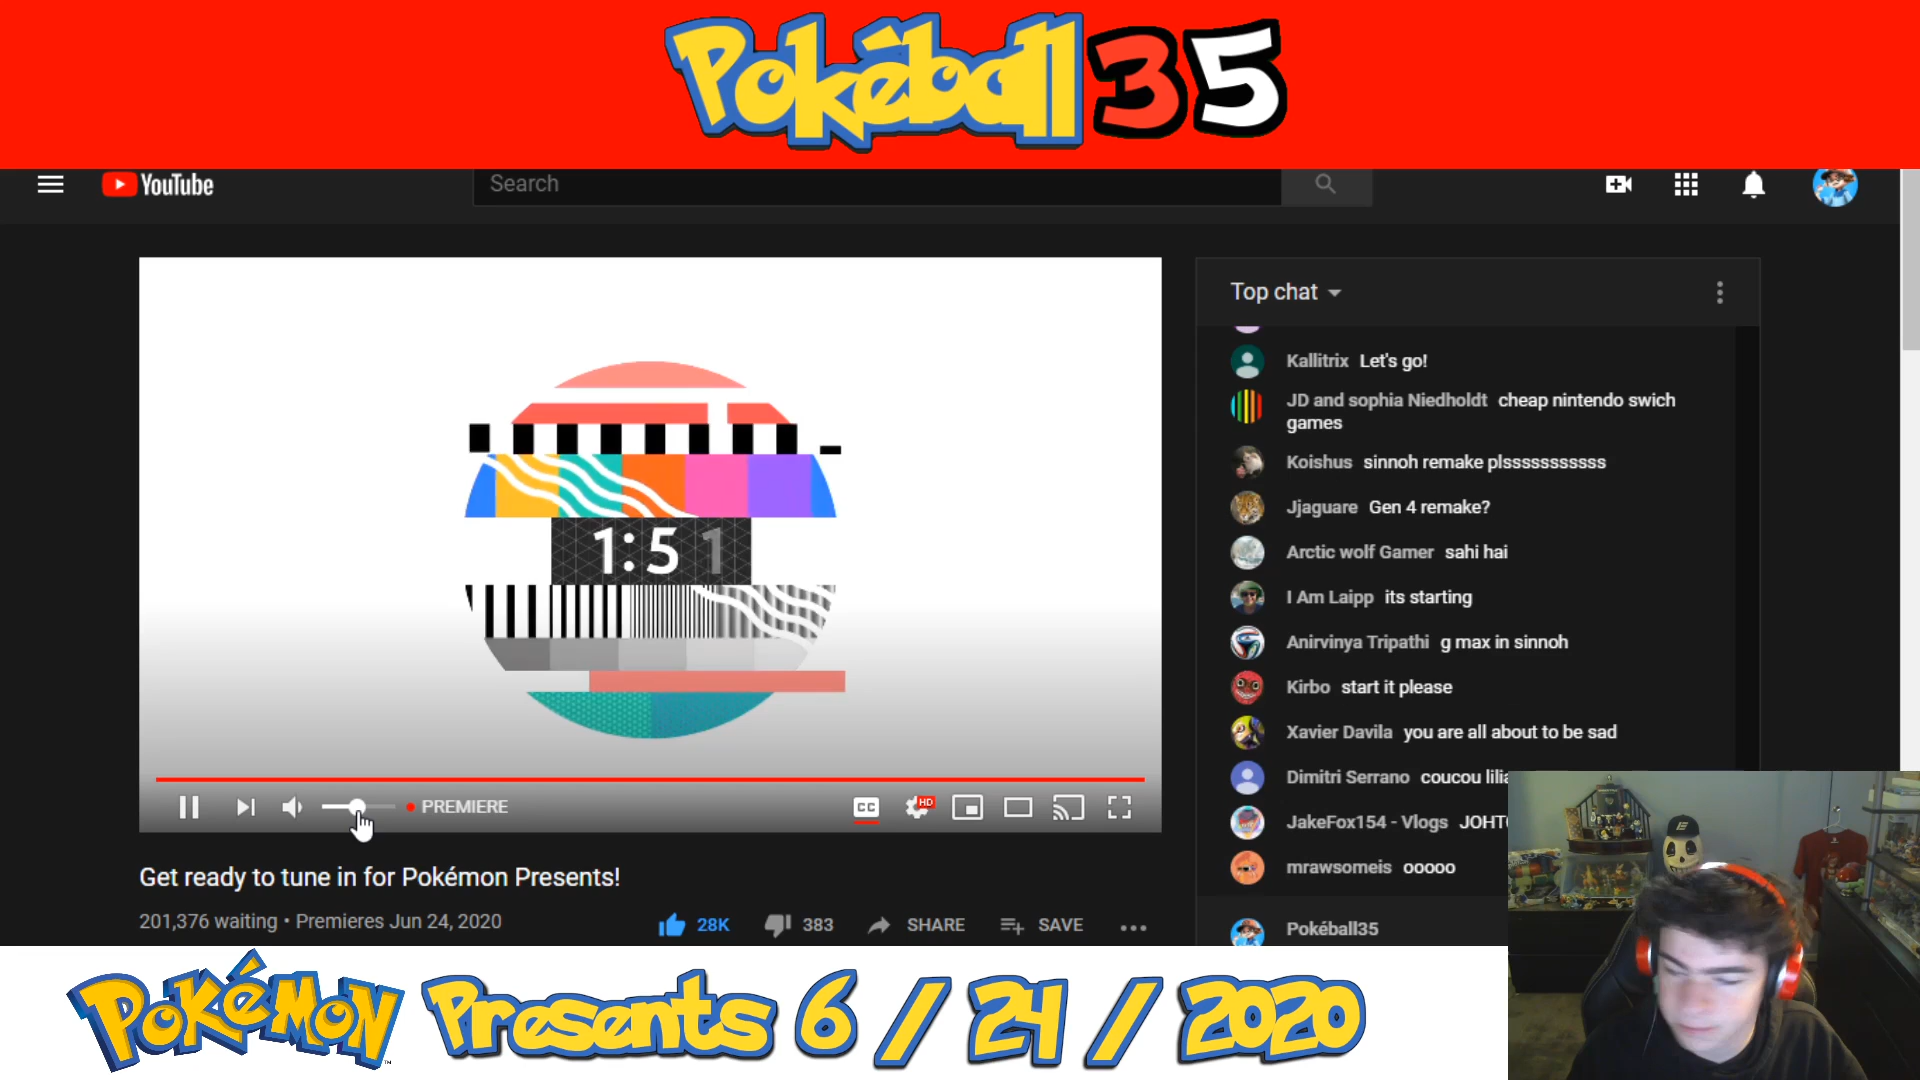 Pokéball 35
YouTube
Search
Top chat
Kallitrix Let's go!
JD and sophia Niedholdt cheap nintendo swich
games
Koishus sinnoh remake plsssssssssss
Jjaguare Gen 4 remake?
Arctic wolf Gamer sahi hai
I Am Laipp its starting
Anirvinya Tripathi g max in sinnoh
Kirbo start it please
Xavier Davila you are all about to be sad
Dimitri Serrano coucou
JakeFox154 - Vlogs
mrawsomeis ooooo
Pokéball35
1:51
PREMIERE
CC
HD
Get ready to tune in for Pokémon Presents!
201,376 waiting • Premieres Jun 24, 2020
28K
383
SHARE
SAVE
POKéMON Presents 6 / 24 / 2020